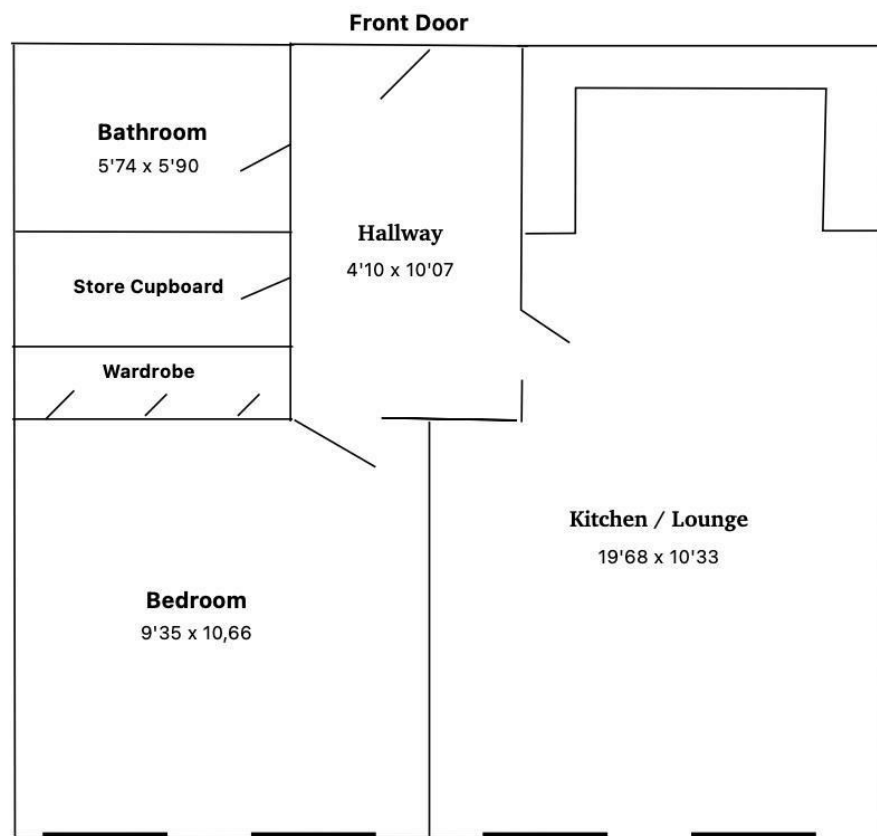 Front Door
Bathroom
5'74 x 5'90
Hallway
4'10 x 10'07
Store Cupboard
Wardrobe
Kitchen / Lounge
19'68 x 10'33
Bedroom
9'35 x 10,66